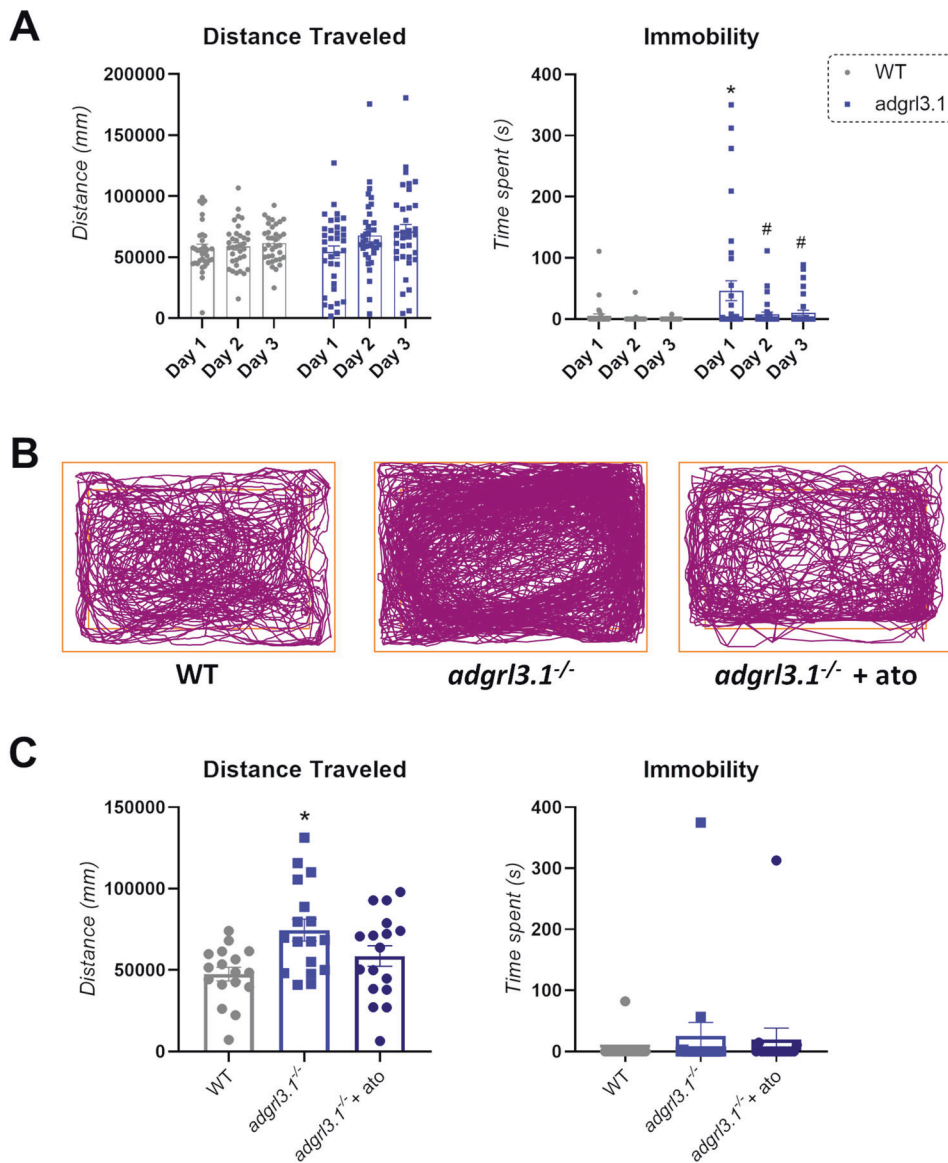 A
Distance Traveled
Distance (mm)
200000
150000
100000
50000
0
Day 1
Day 2
Day 3
Day 1
Day 2
Day 3
Immobility
Time spent (s)
400
300
200
100
0
*
#
#
Day 1
Day 2
Day 3
Day 1
Day 2
Day 3
WT
adgrl3.1
B
WT
adgrl3.1-/-
adgrl3.1-/- + ato
C
Distance Traveled
Distance (mm)
150000
100000
50000
0
*
WT
adgrl3.1-/-
adgrl3.1-/- + ato
Immobility
Time spent (s)
400
300
200
100
0
WT
adgrl3.1-/-
adgrl3.1-/- + ato